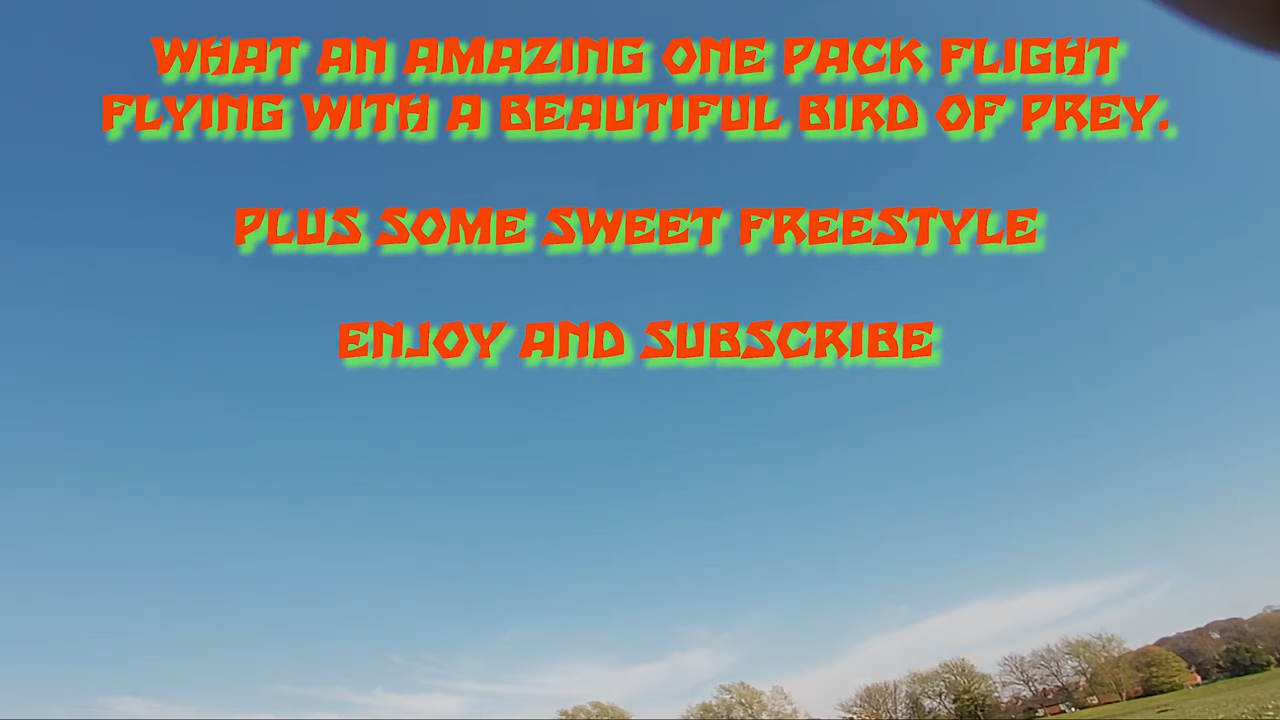 WHAT AN AMAZING ONE PACK FLIGHT
FLYING WITH A BEAUTIFUL BIRD OF PREY.
PLUS SOME SWEET FREESTYLE
ENJOY AND SUBSCRIBE